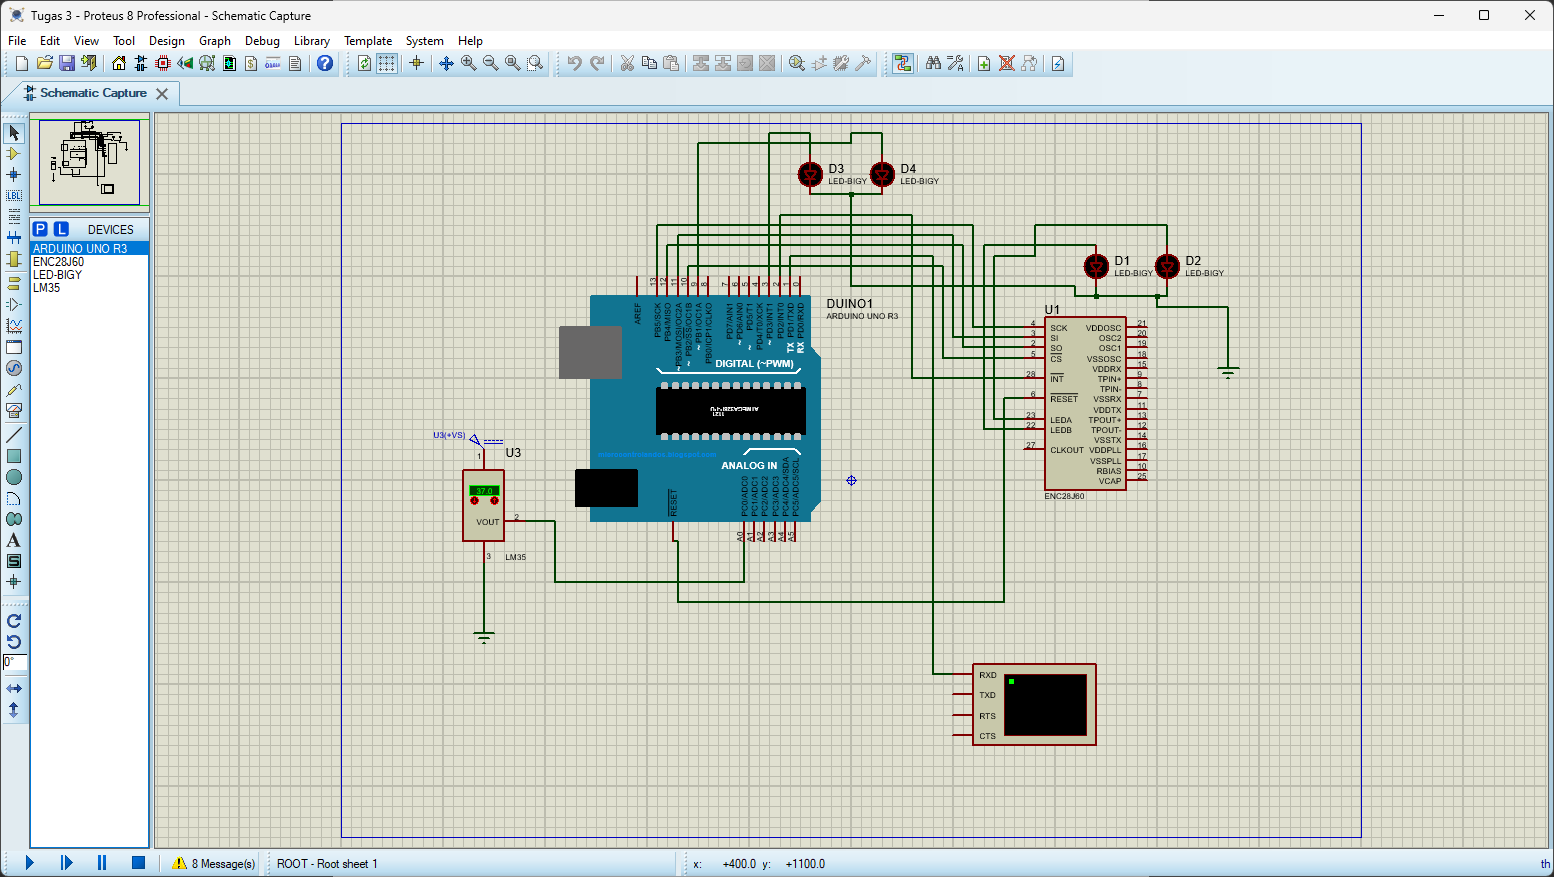 Tugas 3 - Proteus 8 Professional - Schematic Capture
File Edit View Tool Design Graph Debug Library Template System Help
Schematic Capture
P L DEVICES
ARDUINO UNO R3
ENC28J60
LED-BIGY
LM35
LBL
A
S
0°
D3
LED-BIGY
D4
LED-BIGY
D1
LED-BIGY
D2
LED-BIGY
DUINO1
ARDUINO UNO R3
AREF
13
12
11
10
9
8
7
6
5
4
3
2
1
0
PB5/SCK
PB4/MISO
~PB3/MOSI/OC2A
~ PB2/SS/OC1B
~ PB1/OC1A
PB0/ICP1/CLKO
PD7/AIN1
~ PD6/AIN0
~ PD5/T1
PD4/T0/XCK
~ PD3/INT1
PD2/INT0
TX PD1/TXD
RX PD0/RXD
DIGITAL (~PWM)
ANALOG IN
RESET
PC0/ADC0
PC1/ADC1
PC2/ADC2
PC3/ADC3
PC4/ADC4/SDA
PC5/ADC5/SCL
A0
A1
A2
A3
A4
A5
U3(+VS)
U3
1
37.0
VOUT
2
3
LM35
U1
4 SCK
3 SI
2 SO
5 CS
28 INT
6 RESET
23 LEDA
22 LEDB
27 CLKOUT
VDDOSC 21
OSC2 20
OSC1 19
VSSOSC 18
VDDRX 15
TPIN+ 9
TPIN- 8
VSSRX 7
VDDTX 11
TPOUT+ 13
TPOUT- 12
VSSTX 14
VDDPLL 16
VSSPLL 17
RBIAS 10
VCAP 25
ENC28J60
RXD
TXD
RTS
CTS
8 Message(s) ROOT - Root sheet 1 x: +400.0 y: +1100.0 th